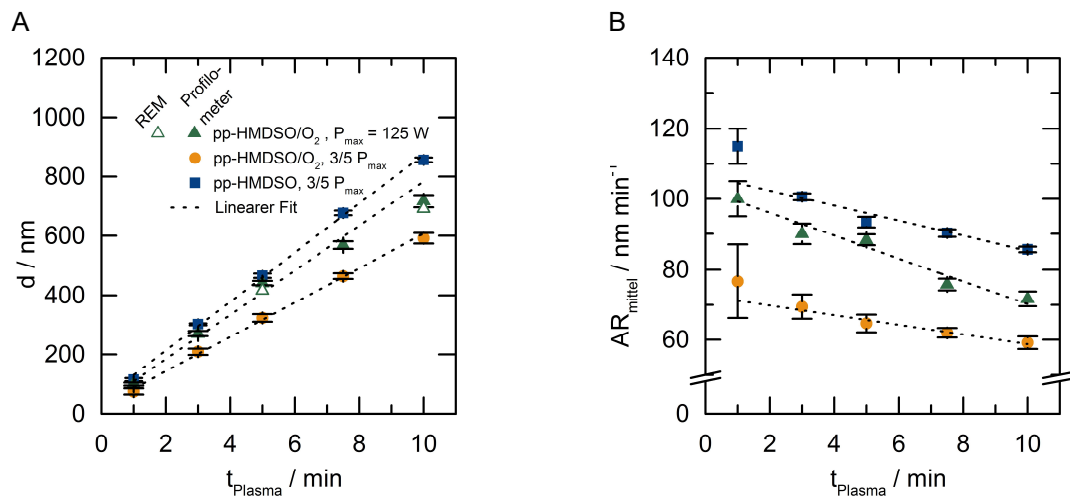 A
1200
1000
800
600
400
200
0
d / nm
REM
Profilo-
meter
pp-HMDSO/O₂ , Pmax = 125 W
pp-HMDSO/O₂, 3/5 Pmax
pp-HMDSO, 3/5 Pmax
Linearer Fit
0 2 4 6 8 10
tPlasma / min
B
140
120
100
80
60
0
ARmittel / nm min⁻¹
0 2 4 6 8 10
tPlasma / min